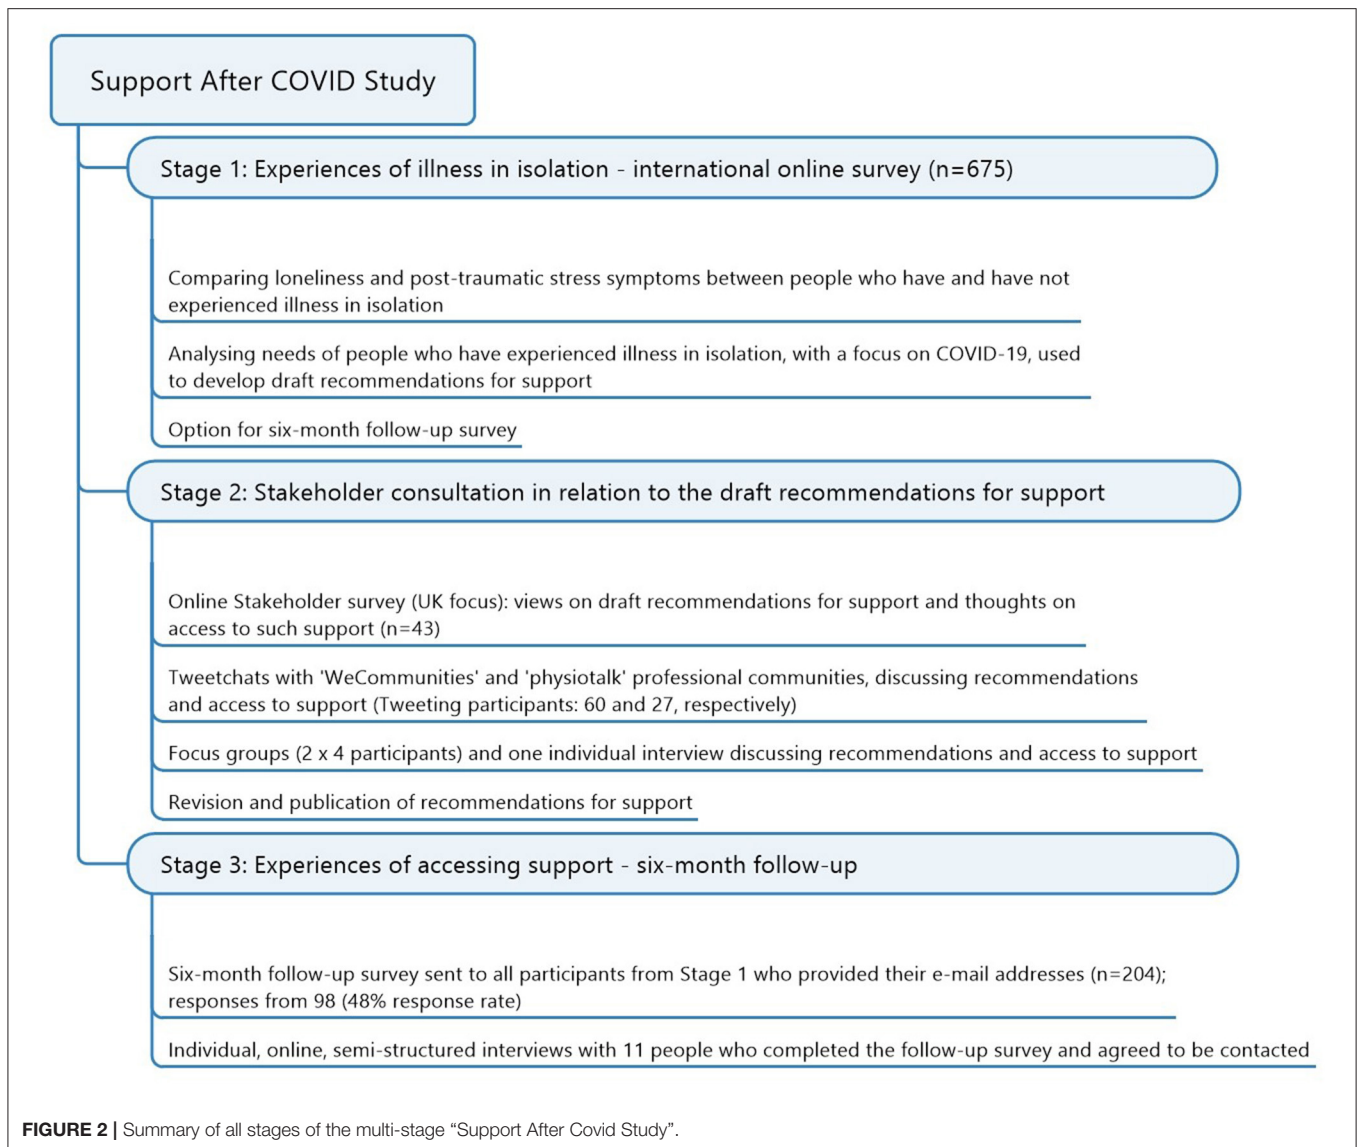 Support After COVID Study
Stage 1: Experiences of illness in isolation - international online survey (n=675)
Comparing loneliness and post-traumatic stress symptoms between people who have and have not
experienced illness in isolation
Analysing needs of people who have experienced illness in isolation, with a focus on COVID-19, used
to develop draft recommendations for support
Option for six-month follow-up survey
Stage 2: Stakeholder consultation in relation to the draft recommendations for support
Online Stakeholder survey (UK focus): views on draft recommendations for support and thoughts on
access to such support (n=43)
Tweetchats with 'WeCommunities' and 'physiotalk' professional communities, discussing recommendations
and access to support (Tweeting participants: 60 and 27, respectively)
Focus groups (2 x 4 participants) and one individual interview discussing recommendations and access to support
Revision and publication of recommendations for support
Stage 3: Experiences of accessing support - six-month follow-up
Six-month follow-up survey sent to all participants from Stage 1 who provided their e-mail addresses (n=204);
responses from 98 (48% response rate)
Individual, online, semi-structured interviews with 11 people who completed the follow-up survey and agreed to be contacted
FIGURE 2 | Summary of all stages of the multi-stage “Support After Covid Study”.